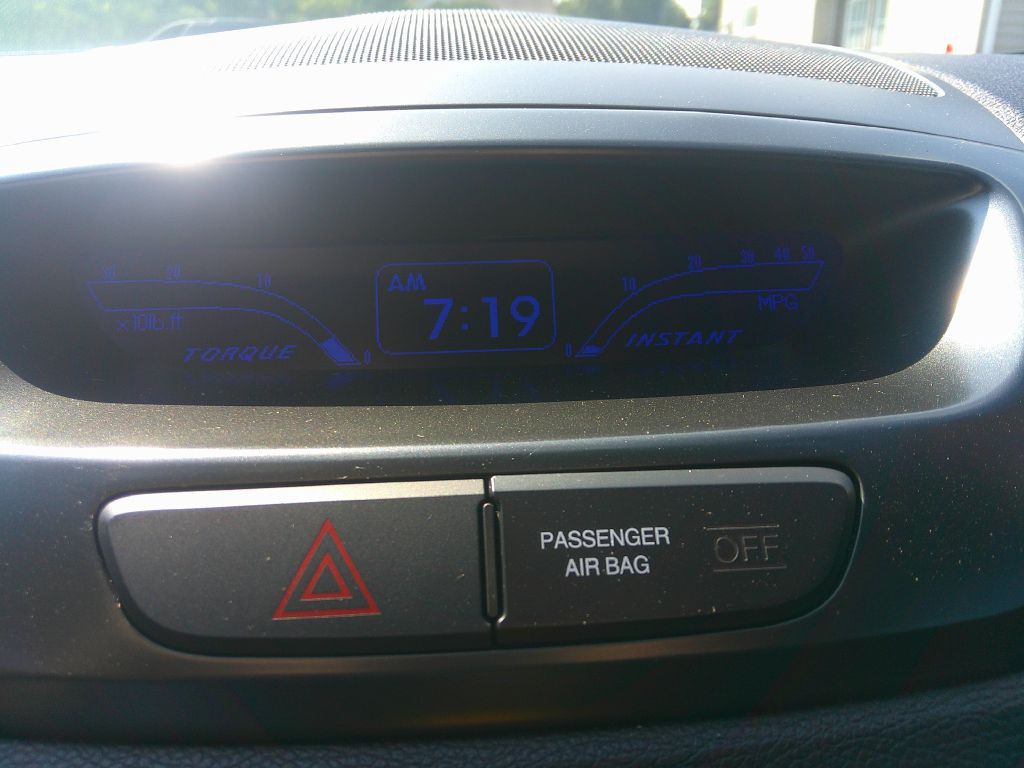 30 20 10 0
x10lb.ft
TORQUE
AM
7:19
0 10 20 30 40 50
MPG
INSTANT
PASSENGER
AIR BAG
OFF